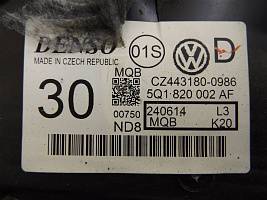 DENSO
01S
D
MADE IN CZECH REPUBLIC
MQB
CZ443180-0986
30
5Q1 820 002 AF
00750
240614 L3
ND8
MQB K20